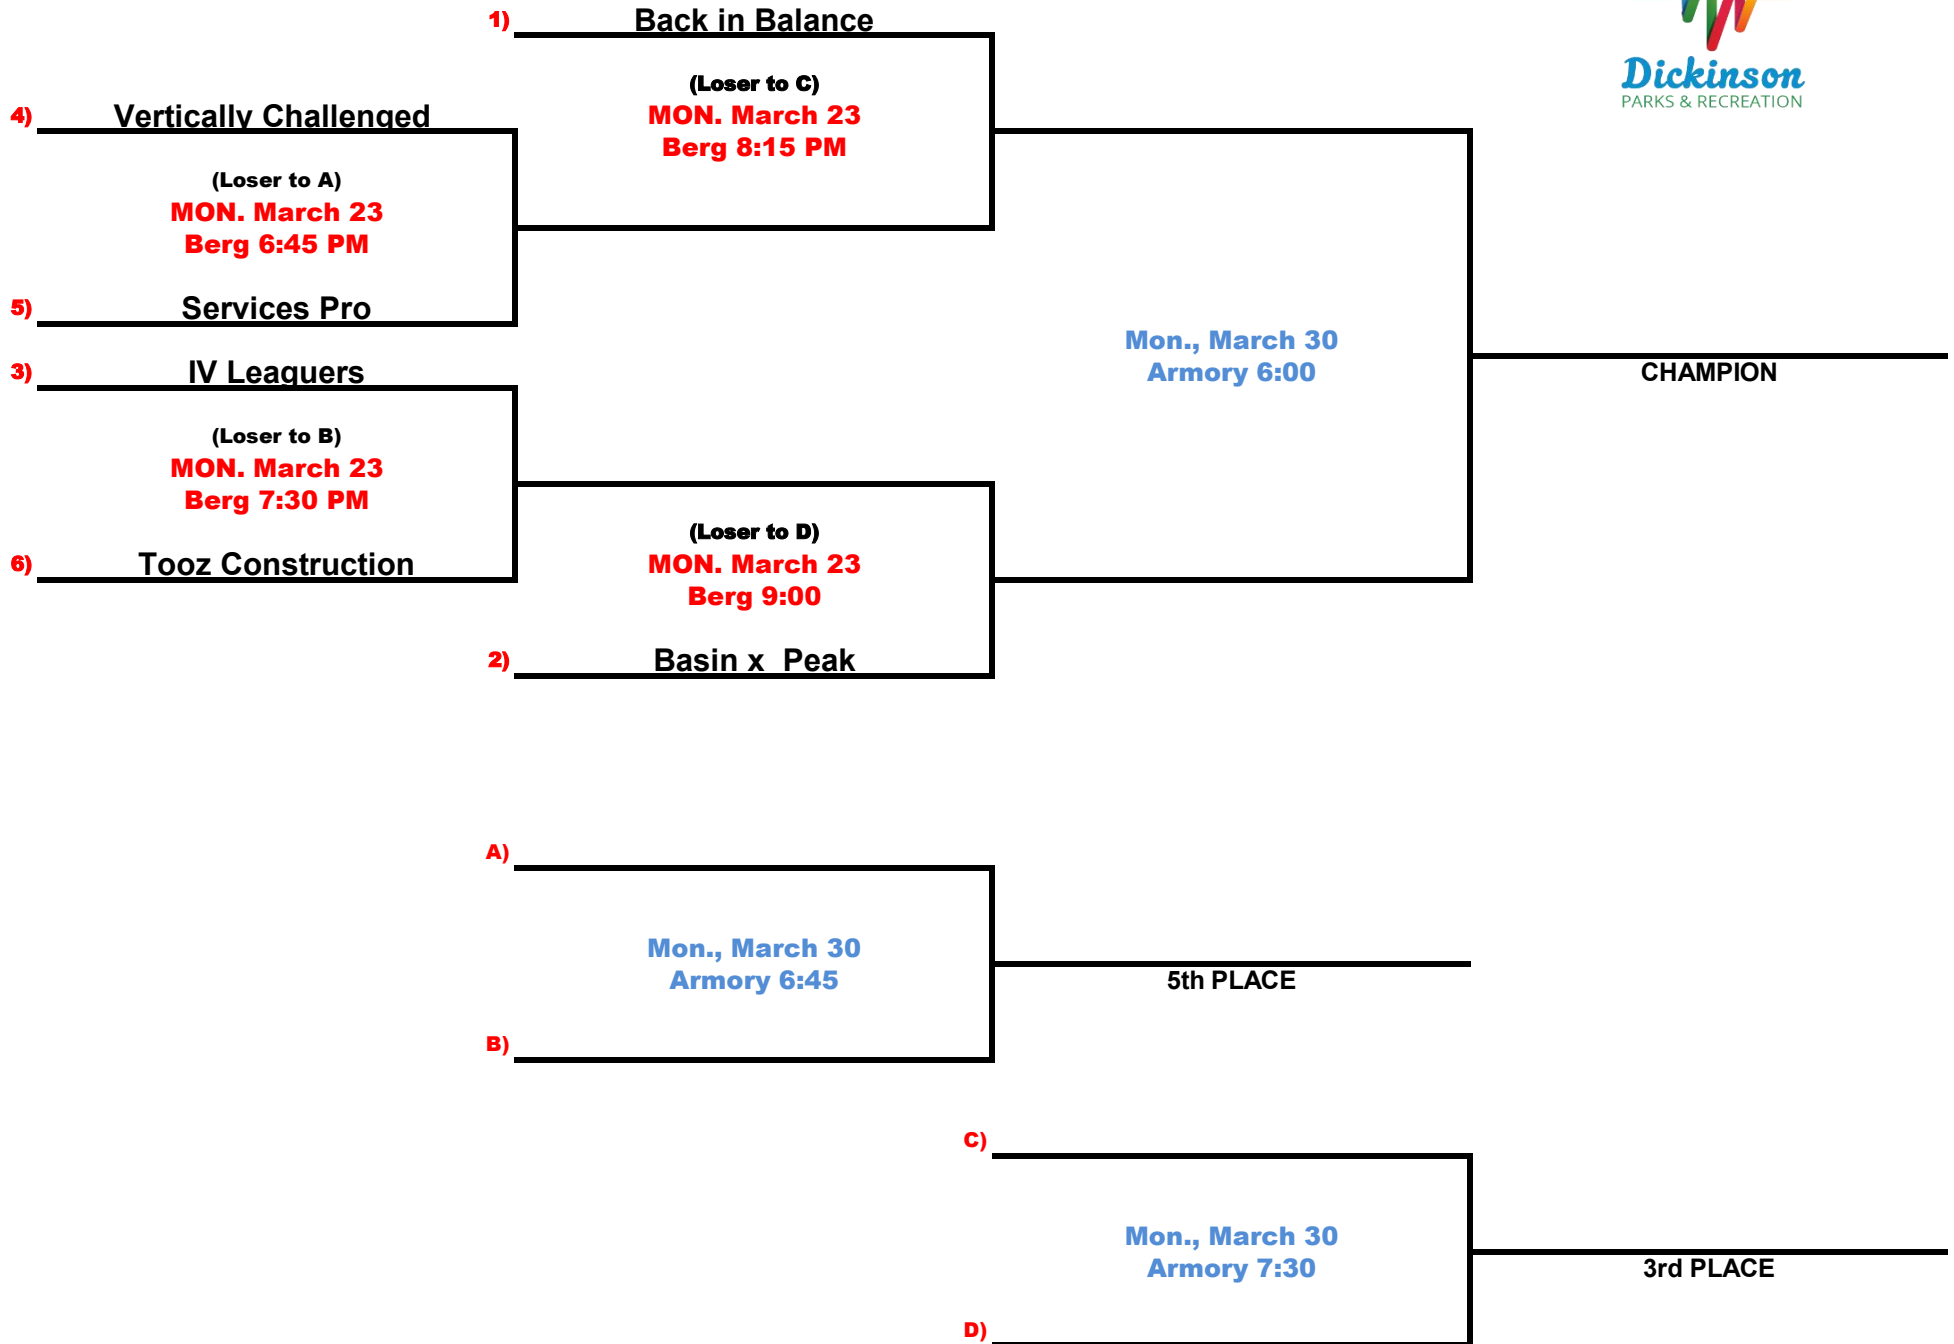 1) Back in Balance
(Loser to C)
MON. March 23
Berg 8:15 PM
4) Vertically Challenged
(Loser to A)
MON. March 23
Berg 6:45 PM
5) Services Pro
3) IV Leaguers
(Loser to B)
MON. March 23
Berg 7:30 PM
6) Tooz Construction
(Loser to D)
MON. March 23
Berg 9:00
2) Basin x  Peak
Mon., March 30
Armory 6:00
CHAMPION
Dickinson
PARKS & RECREATION
A)
Mon., March 30
Armory 6:45
B)
5th PLACE
C)
Mon., March 30
Armory 7:30
D)
3rd PLACE